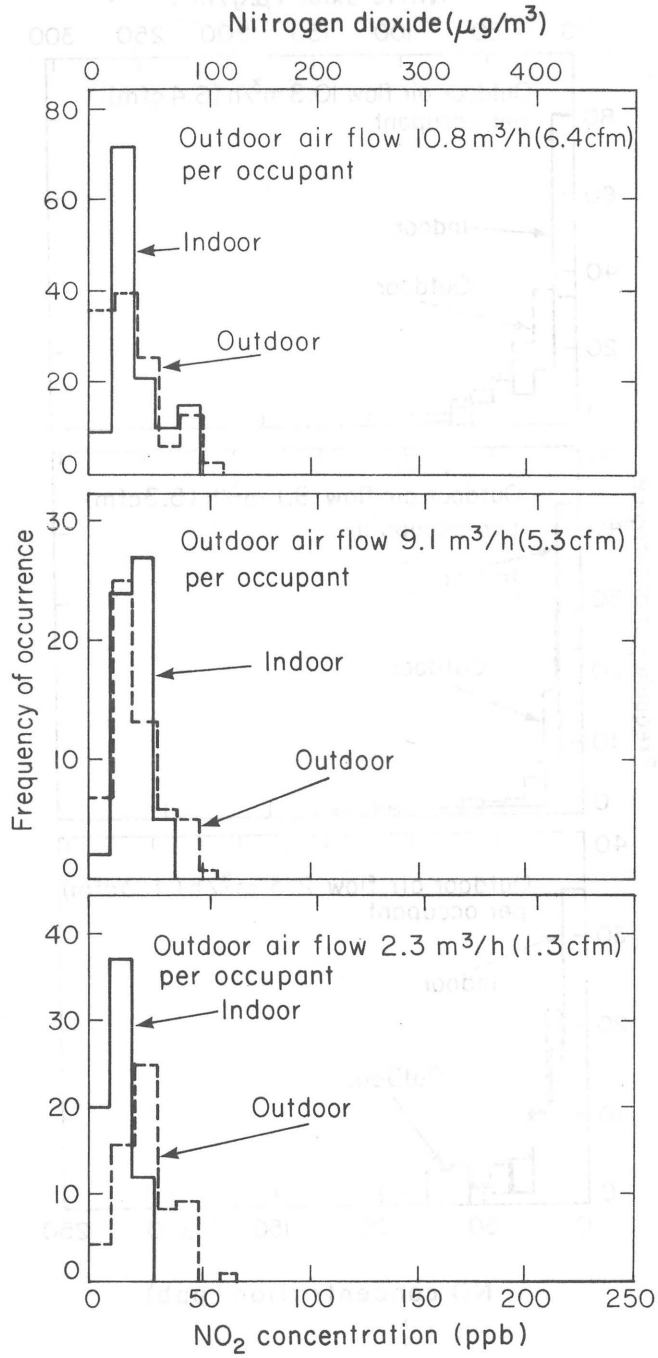 Nitrogen dioxide (μg/m³)
0 100 200 300 400
80
60
40
20
0
Outdoor air flow 10.8 m³/h (6.4cfm)
per occupant
Indoor
Outdoor
Frequency of occurrence
30
20
10
0
Outdoor air flow 9.1 m³/h (5.3cfm)
per occupant
Indoor
Outdoor
40
30
20
10
0
Outdoor air flow 2.3 m³/h (1.3cfm)
per occupant
Indoor
Outdoor
0 50 100 150 200 250
NO₂ concentration (ppb)